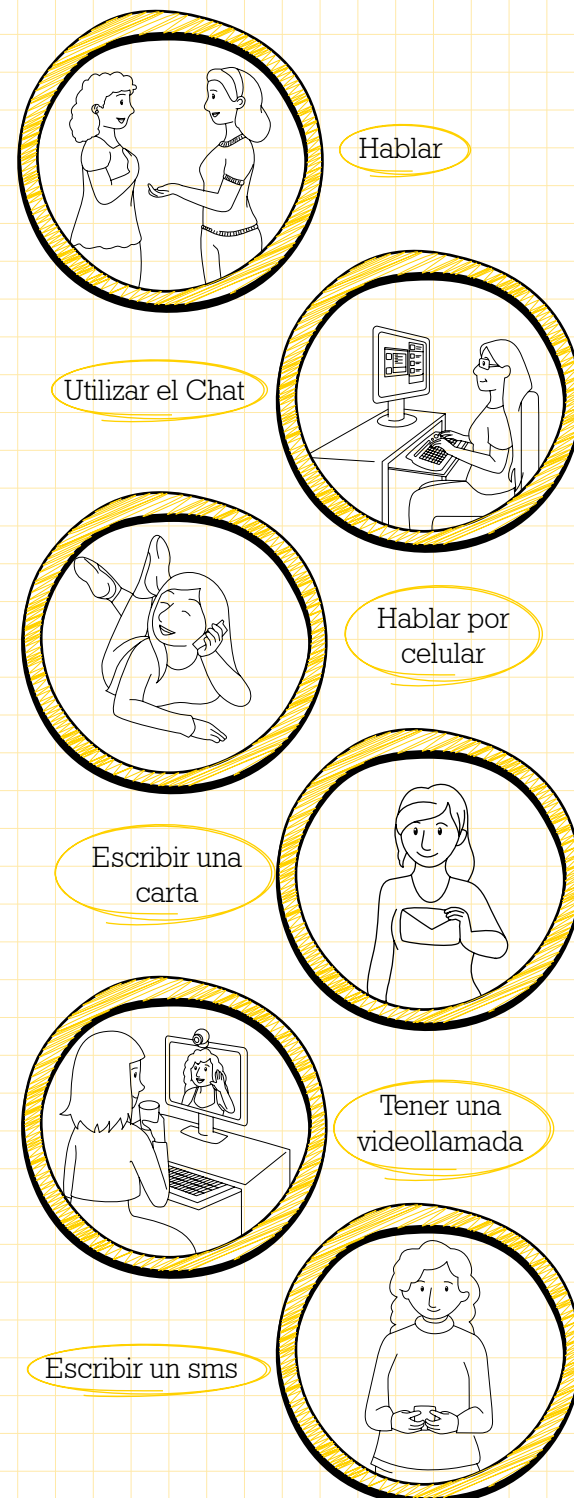 Hablar
Utilizar el Chat
Hablar por
celular
Escribir una
carta
Tener una
videollamada
Escribir un sms